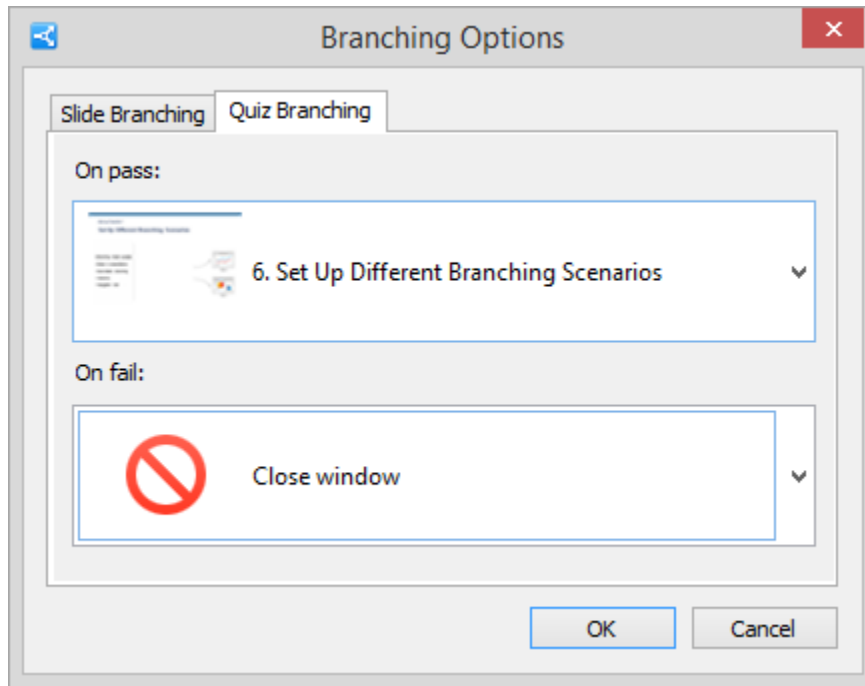 Branching Options
Slide Branching
Quiz Branching
On pass:
6. Set Up Different Branching Scenarios
On fail:
Close window
OK
Cancel